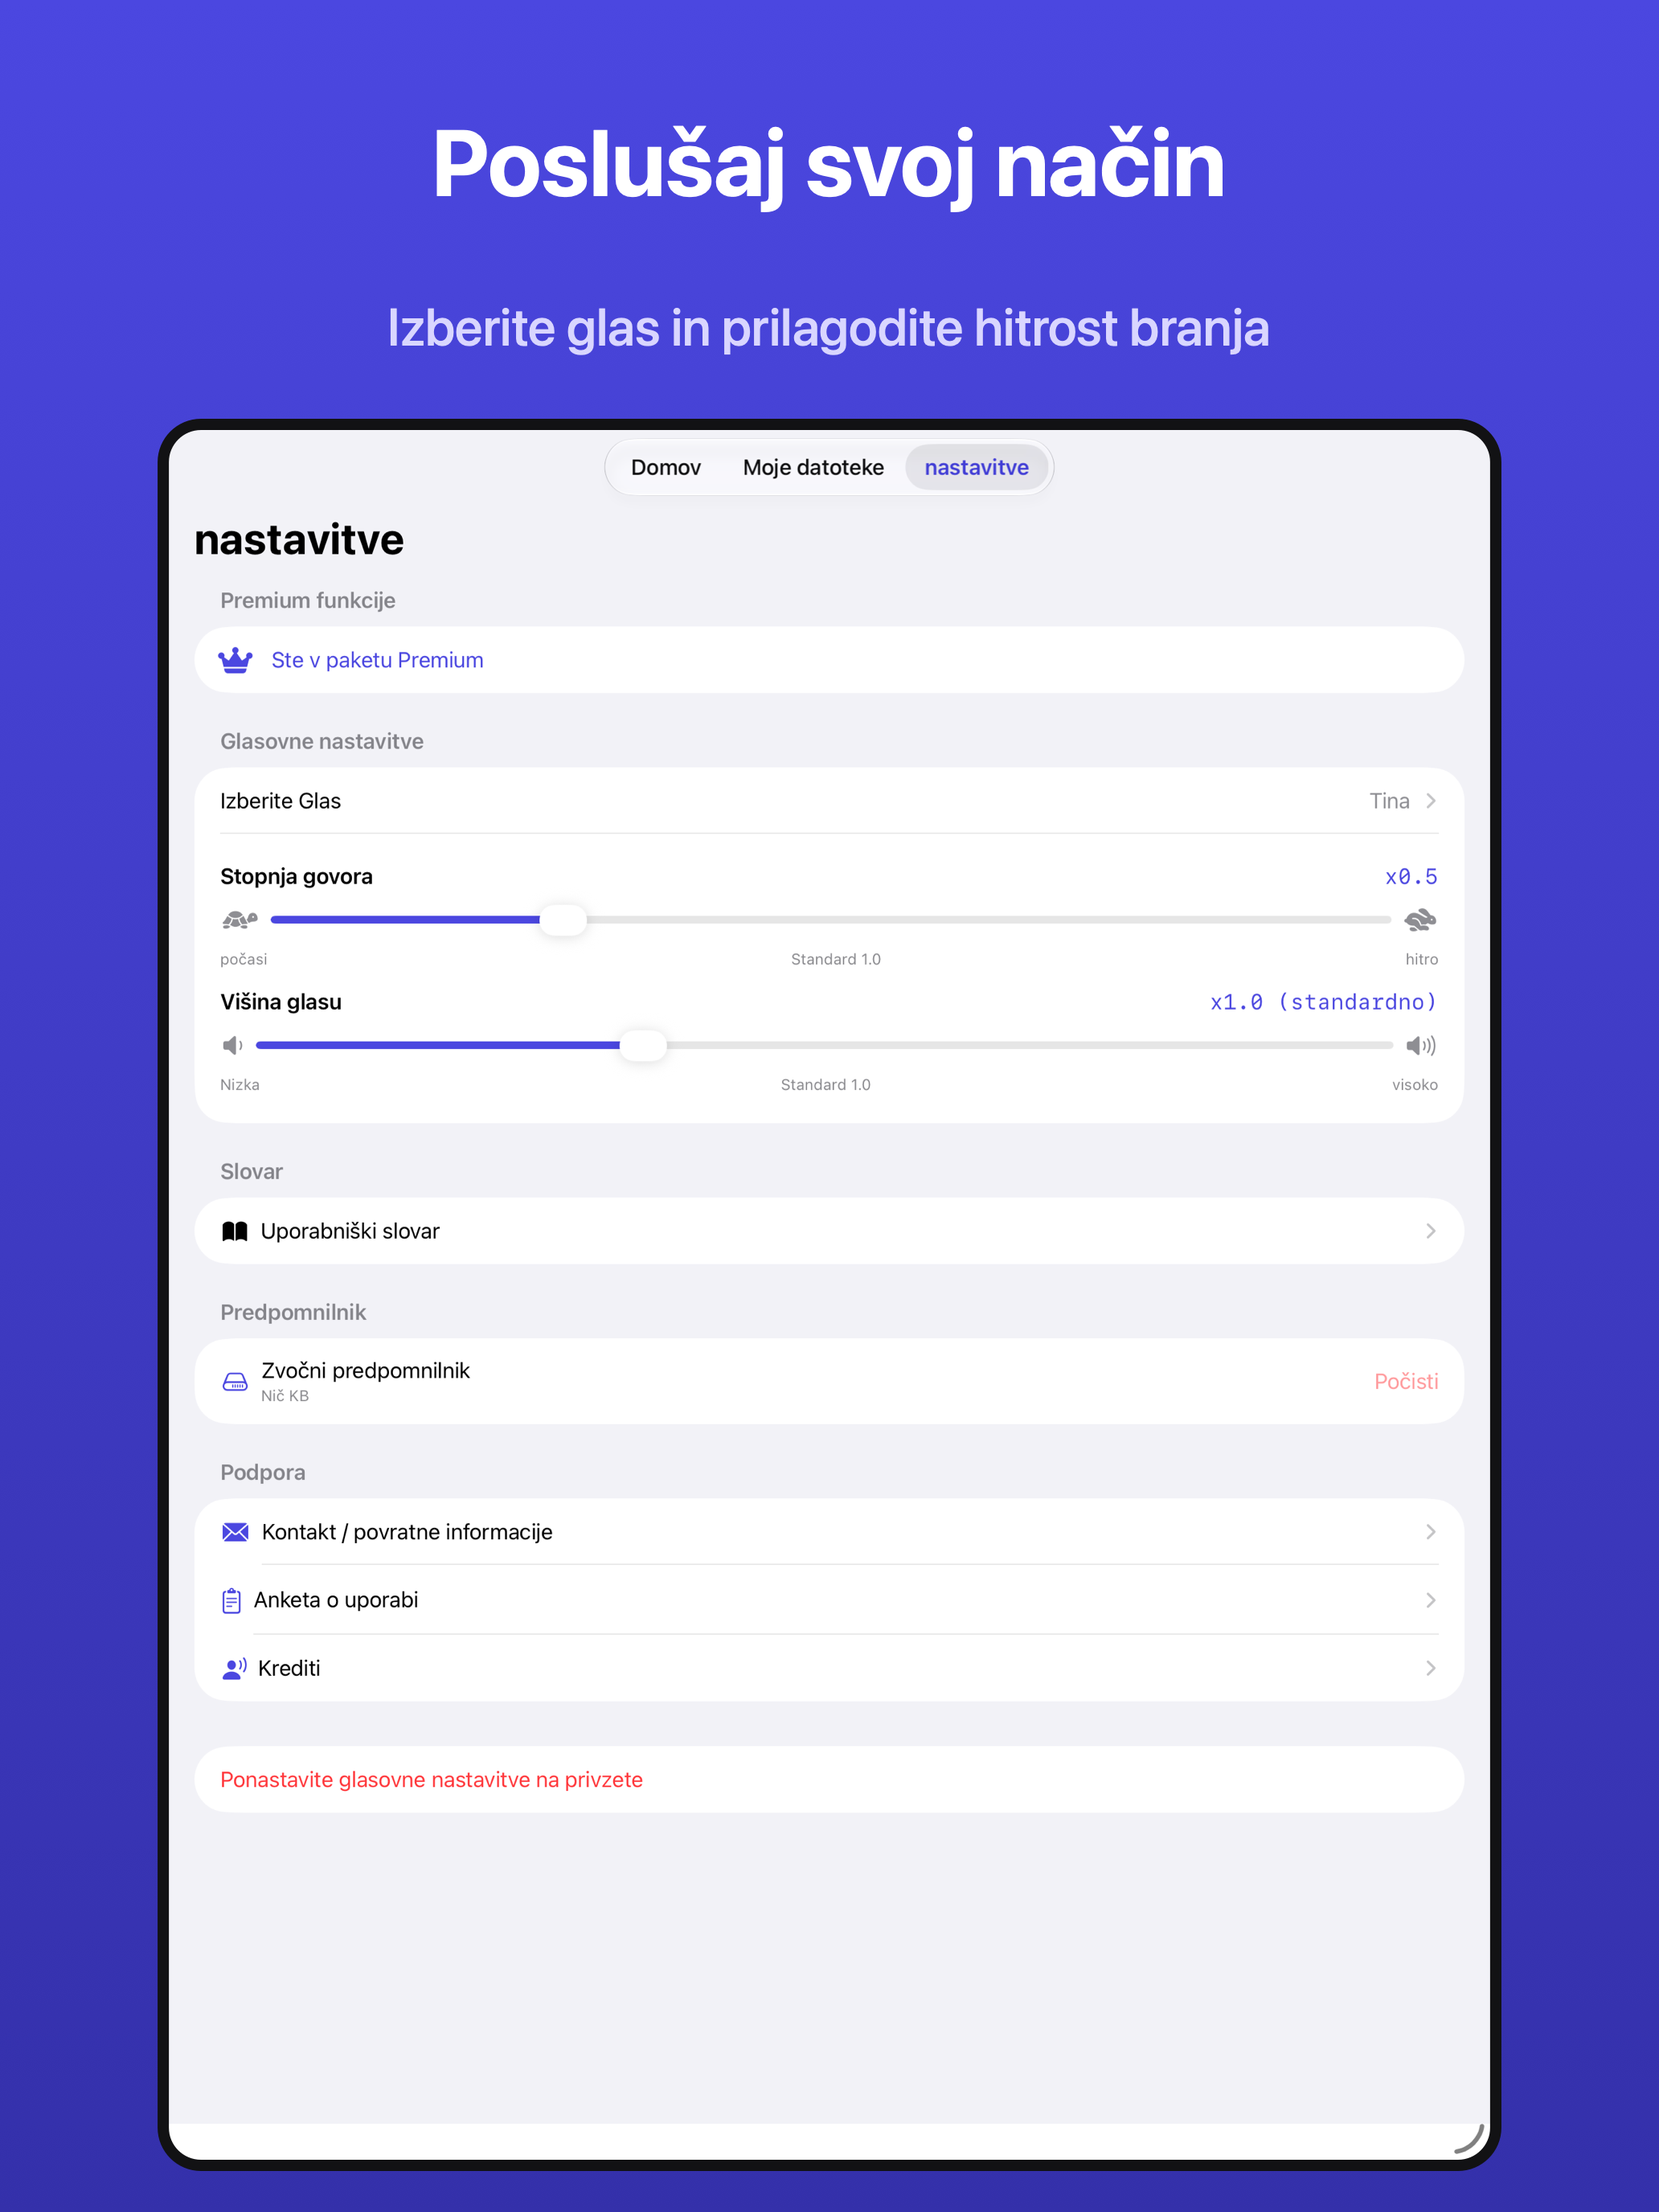 Poslušaj svoj način
Izberite glas in prilagodite hitrost branja
Domov Moje datoteke nastavitve
nastavitve
Premium funkcije
Ste v paketu Premium
Glasovne nastavitve
Izberite Glas Tina
Stopnja govora x0.5
počasi Standard 1.0 hitro
Višina glasu x1.0 (standardno)
Nizka Standard 1.0 visoko
Slovar
Uporabniški slovar
Predpomnilnik
Zvočni predpomnilnik
Nič KB
Počisti
Podpora
Kontakt / povratne informacije
Anketa o uporabi
Krediti
Ponastavite glasovne nastavitve na privzete